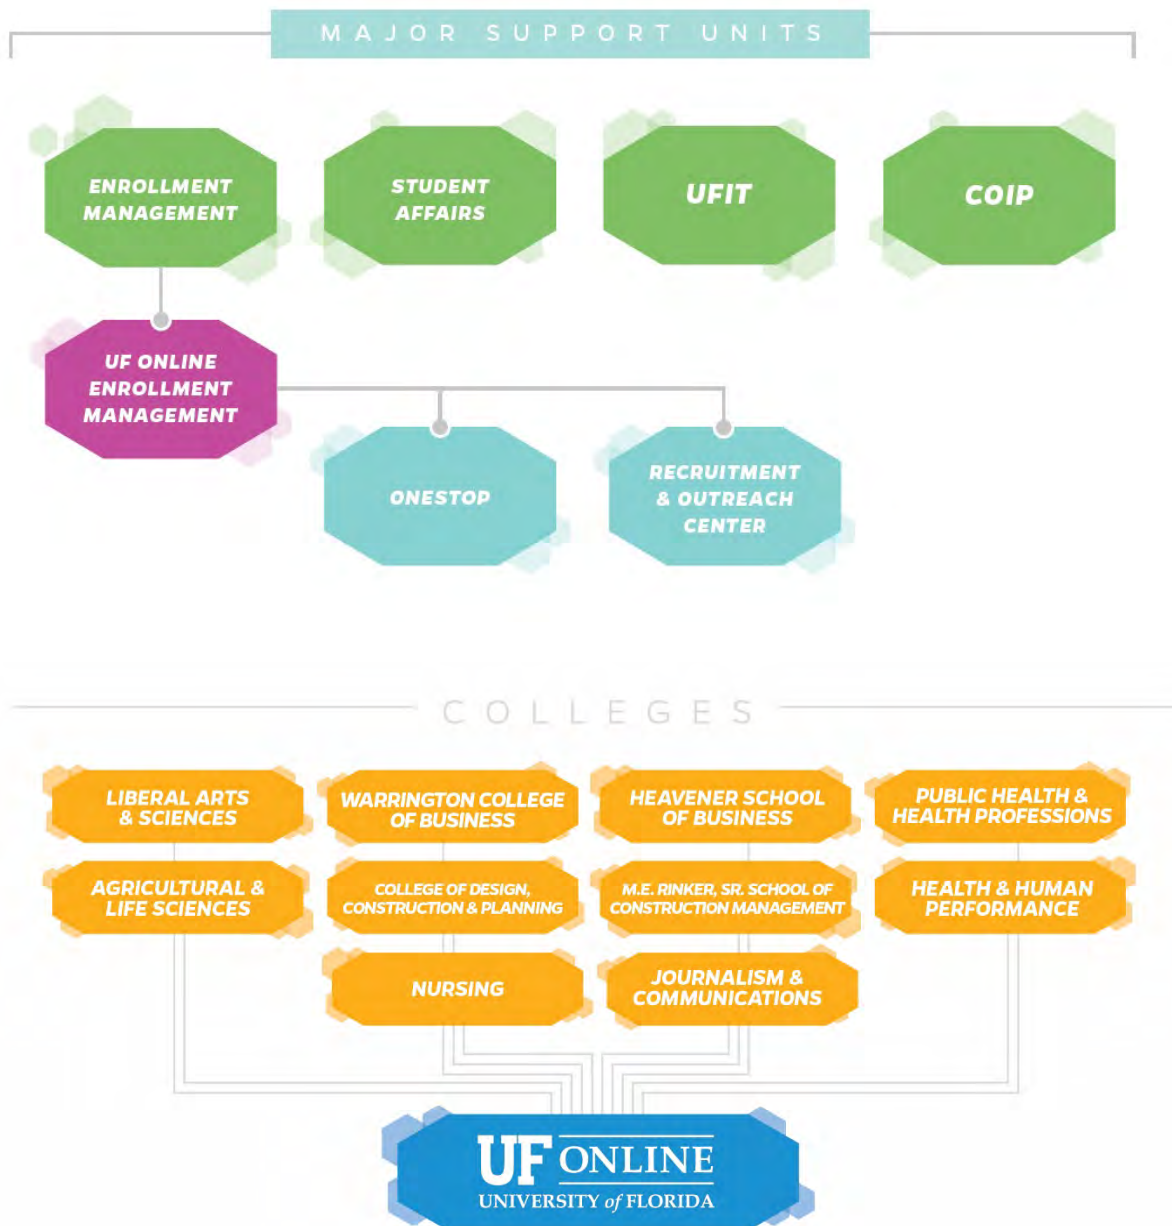 MAJOR SUPPORT UNITS
ENROLLMENT
MANAGEMENT
STUDENT
AFFAIRS
UFIT
COIP
UF ONLINE
ENROLLMENT
MANAGEMENT
ONESTOP
RECRUITMENT
& OUTREACH
CENTER
COLLEGES
LIBERAL ARTS
& SCIENCES
WARRINGTON COLLEGE
OF BUSINESS
HEAVENER SCHOOL
OF BUSINESS
PUBLIC HEALTH &
HEALTH PROFESSIONS
AGRICULTURAL &
LIFE SCIENCES
COLLEGE OF DESIGN,
CONSTRUCTION & PLANNING
M.E. RINKER, SR. SCHOOL OF
CONSTRUCTION MANAGEMENT
HEALTH & HUMAN
PERFORMANCE
NURSING
JOURNALISM &
COMMUNICATIONS
UF ONLINE
UNIVERSITY of FLORIDA